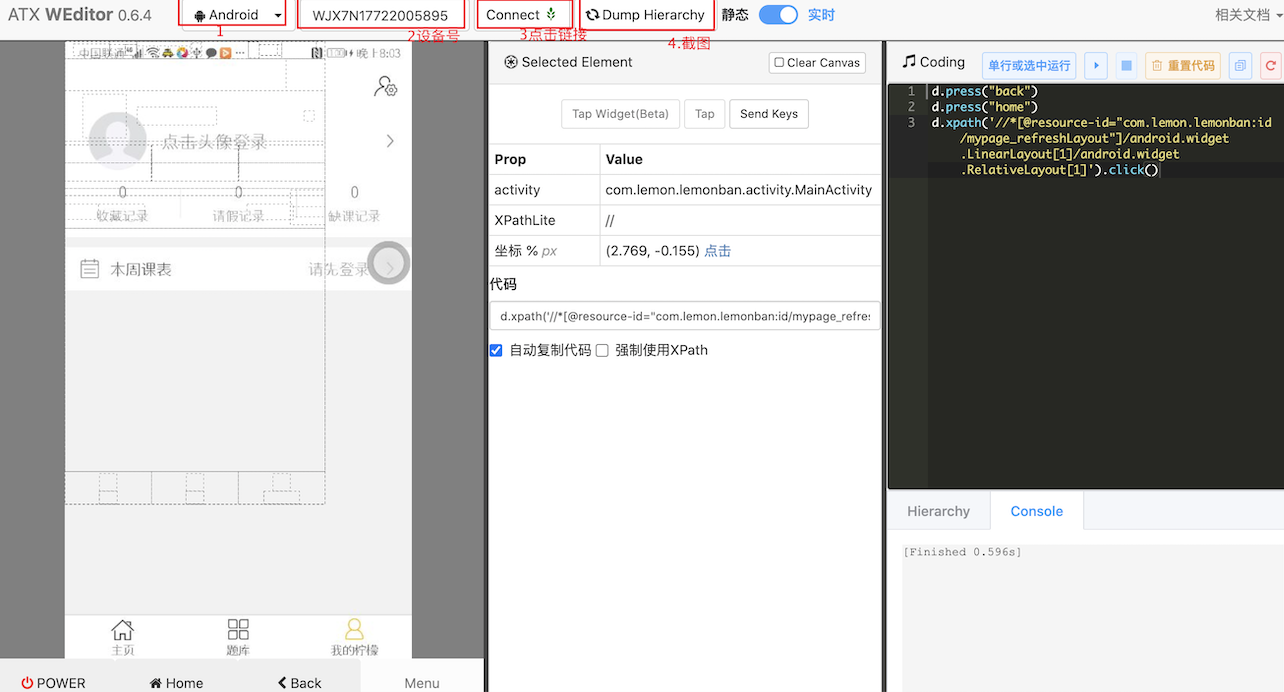 ATX WEditor 0.6.4
Android
WJX7N17722005895
Connect
Dump Hierarchy
静态
实时
相关文档
1
2设备号
3点击链接
4.截图
中国联通
晚上8:03
点击头像登录
0
0
0
收藏记录
请假记录
缺课记录
本周课表
请先登录
主页
题库
我的柠檬
POWER
Home
Back
Menu
Selected Element
Clear Canvas
Tap Widget(Beta)
Tap
Send Keys
Prop Value
activity com.lemon.lemonban.activity.MainActivity
XPathLite //
坐标 % px (2.769, -0.155) 点击
代码
d.xpath('//*[@resource-id="com.lemon.lemonban:id/mypage_refres
自动复制代码 强制使用XPath
Coding
单行或选中运行
重置代码
1 d.press("back")
2 d.press("home")
3 d.xpath('//*[@resource-id="com.lemon.lemonban:id
/mypage_refreshLayout"]/android.widget
.LinearLayout[1]/android.widget
.RelativeLayout[1]').click()
Hierarchy
Console
[Finished 0.596s]